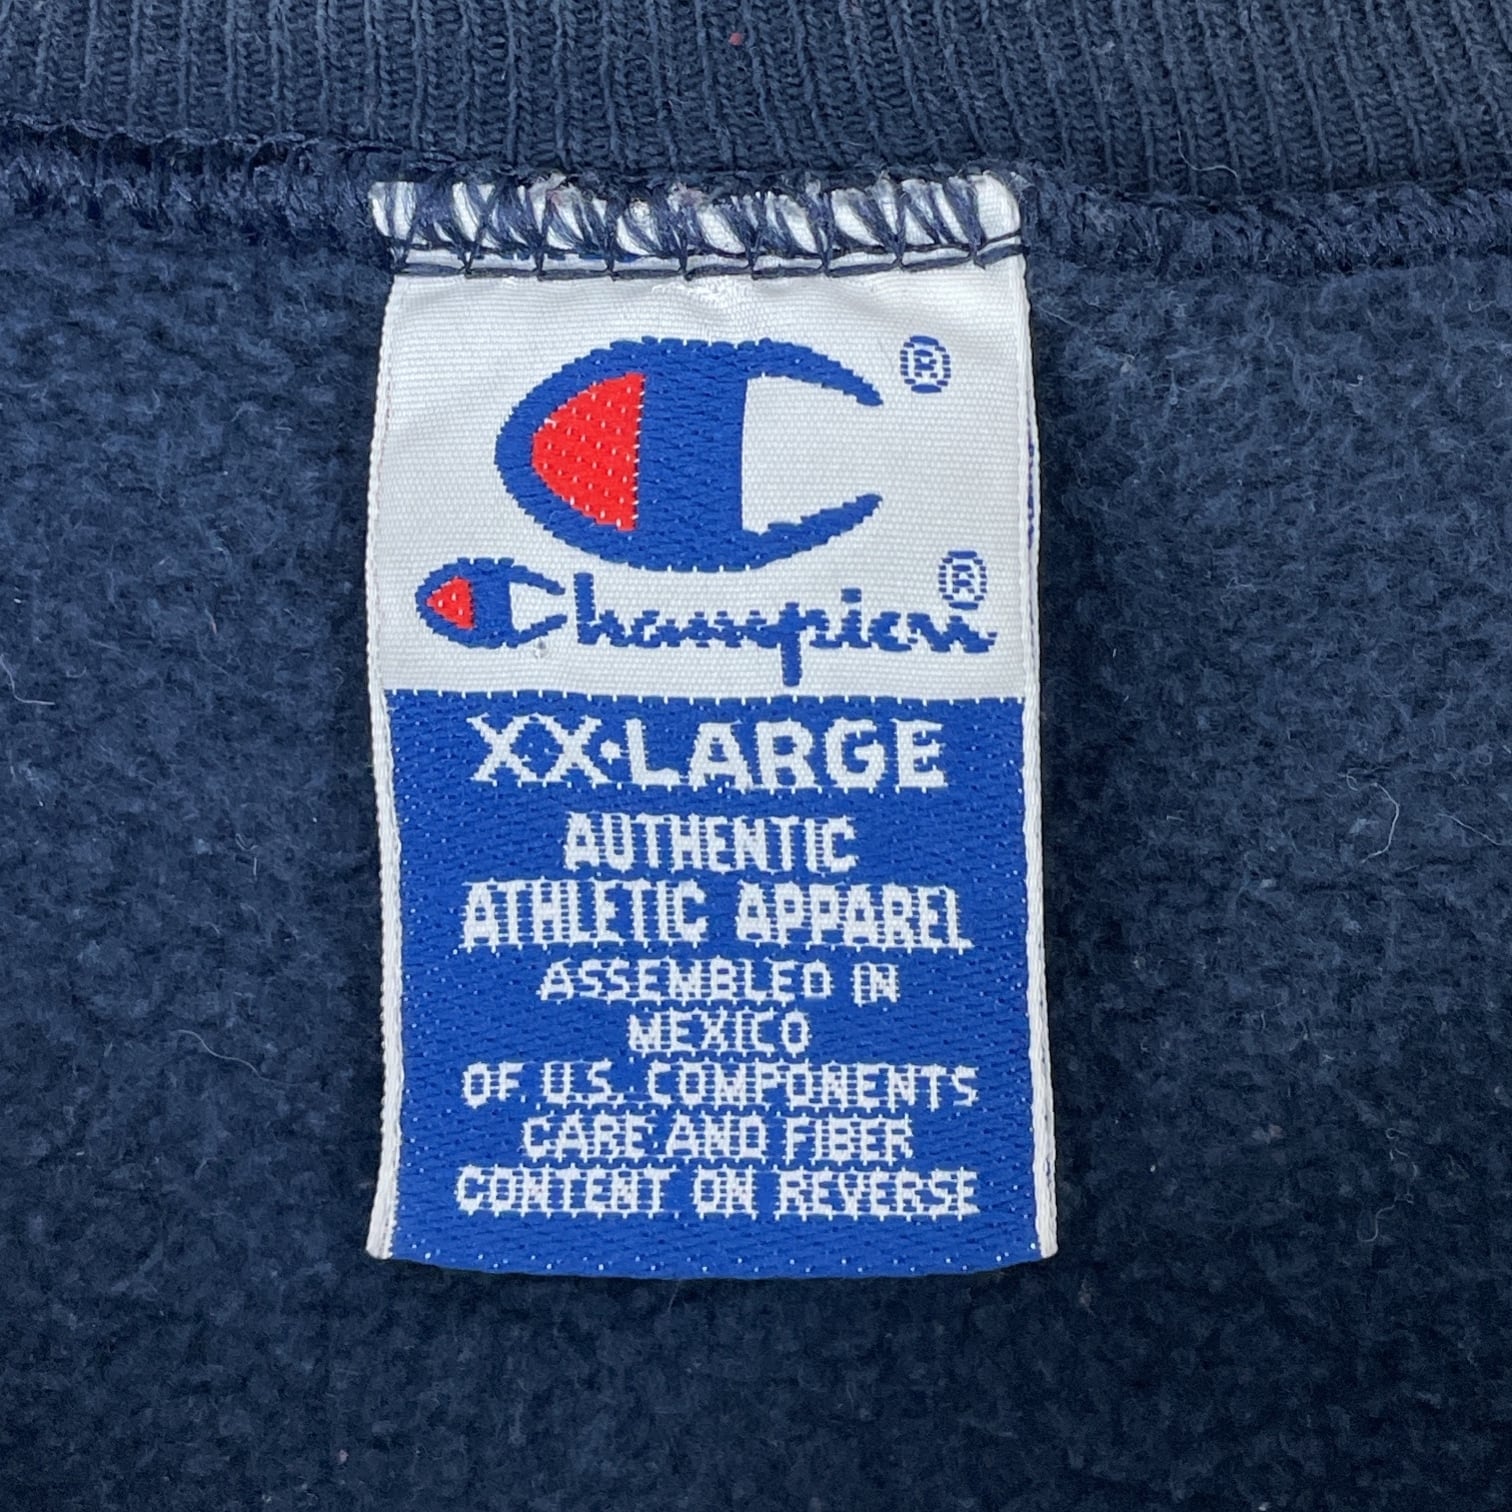 ®
Champion®
XX-LARGE
AUTHENTIC
ATHLETIC APPAREL
ASSEMBLED IN
MEXICO
OF U.S. COMPONENTS
CARE AND FIBER
CONTENT ON REVERSE